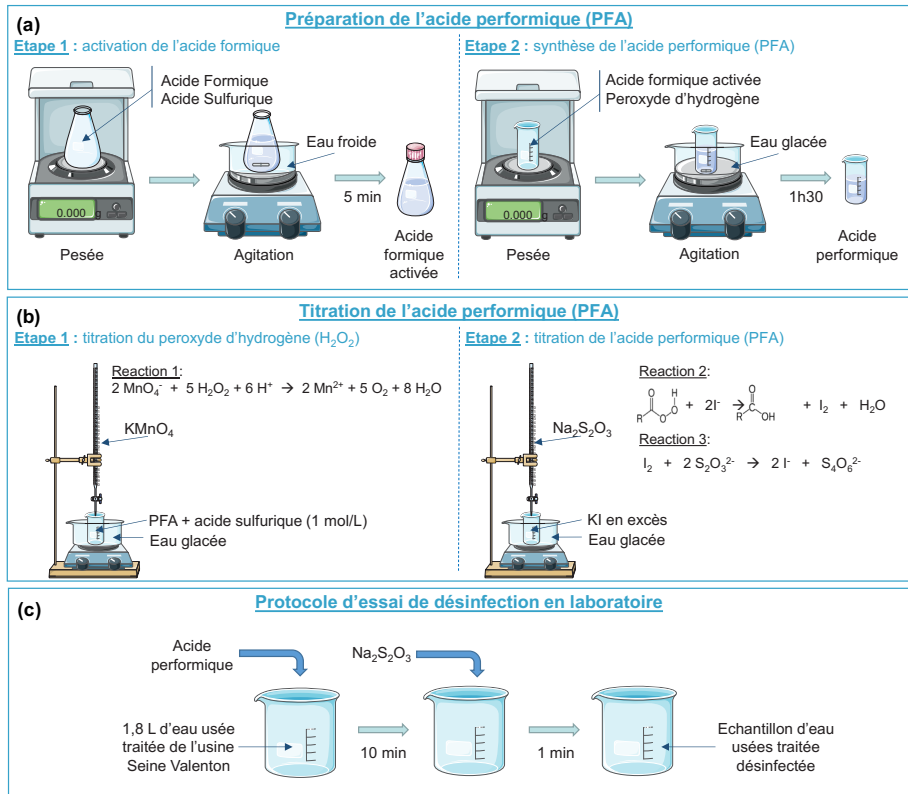 (a)
Préparation de l'acide performique (PFA)
Etape 1 : activation de l'acide formique
Acide Formique
Acide Sulfurique
Eau froide
5 min
0.000
g
Pesée
Agitation
Acide
formique
activée
Etape 2 : synthèse de l'acide performique (PFA)
Acide formique activée
Peroxyde d'hydrogène
Eau glacée
1h30
0.000
g
Pesée
Agitation
Acide
performique
(b)
Titration de l'acide performique (PFA)
Etape 1 : titration du peroxyde d'hydrogène (H₂O₂)
Reaction 1:
2 MnO₄⁻ + 5 H₂O₂ + 6 H⁺ → 2 Mn²⁺ + 5 O₂ + 8 H₂O
KMnO₄
PFA + acide sulfurique (1 mol/L)
Eau glacée
Etape 2 : titration de l'acide performique (PFA)
Reaction 2:
O H O
R O O + 2I⁻ → R OH + I₂ + H₂O
Na₂S₂O₃
Reaction 3:
I₂ + 2 S₂O₃²⁻ → 2 I⁻ + S₄O₆²⁻
KI en excès
Eau glacée
(c)
Protocole d'essai de désinfection en laboratoire
Acide
performique
Na₂S₂O₃
1,8 L d'eau usée
traitée de l'usine
Seine Valenton
10 min
1 min
Echantillon d'eau
usées traitée
désinfectée